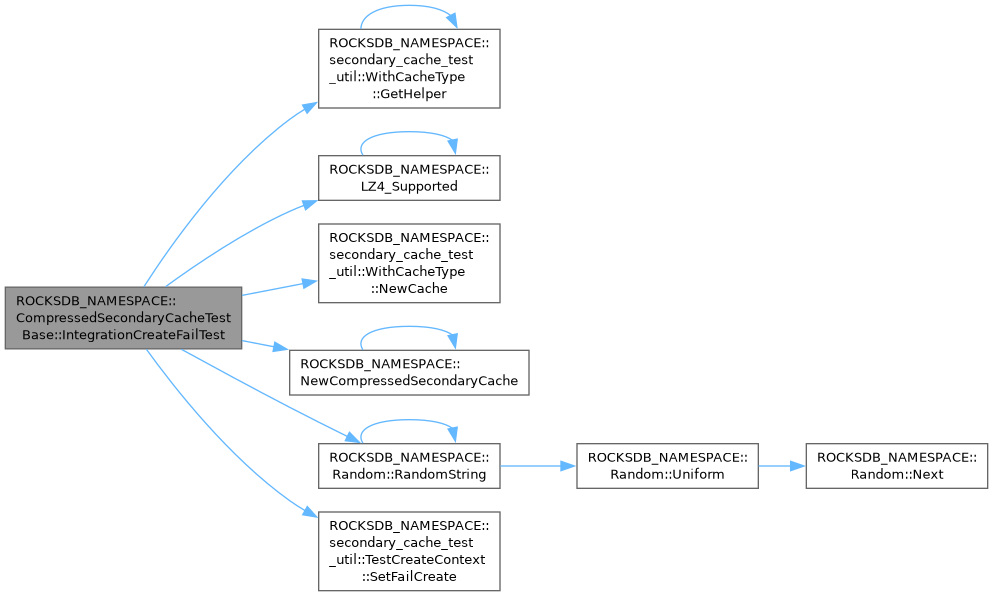 ROCKSDB_NAMESPACE::
secondary_cache_test
_util::WithCacheType
::GetHelper
ROCKSDB_NAMESPACE::
LZ4_Supported
ROCKSDB_NAMESPACE::
secondary_cache_test
_util::WithCacheType
::NewCache
ROCKSDB_NAMESPACE::
CompressedSecondaryCacheTest
Base::IntegrationCreateFailTest
ROCKSDB_NAMESPACE::
NewCompressedSecondaryCache
ROCKSDB_NAMESPACE::
Random::RandomString
ROCKSDB_NAMESPACE::
Random::Uniform
ROCKSDB_NAMESPACE::
Random::Next
ROCKSDB_NAMESPACE::
secondary_cache_test
_util::TestCreateContext
::SetFailCreate